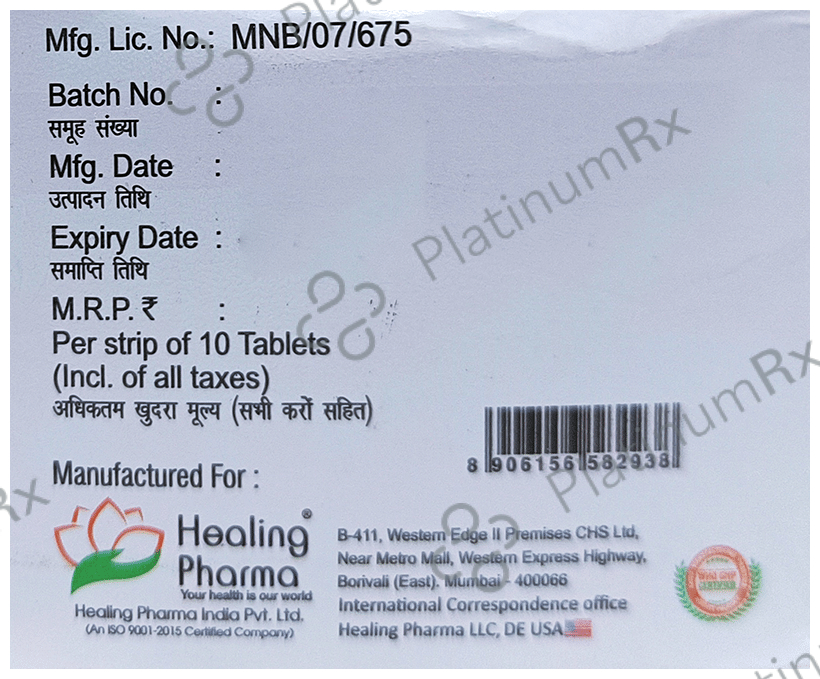 Mfg. Lic. No.: MNB/07/675
Batch No. :
समूह संख्या
Mfg. Date :
उत्पादन तिथि
Expiry Date :
समाप्ति तिथि
M.R.P. ₹ :
Per strip of 10 Tablets
(Incl. of all taxes)
अधिकतम खुदरा मूल्य (सभी करों सहित)
8 906156 582938
Manufactured For :
Healing®
Pharma
Your health is our world
Healing Pharma India Pvt. Ltd.
(An ISO 9001-2015 Certified Company)
B-411, Western Edge II Premises CHS Ltd,
Near Metro Mall, Western Express Highway,
Borivali (East). Mumbai - 400066
International Correspondence office
Healing Pharma LLC, DE USA
WHO GMP
CERTIFIED
PlatinumRx
PlatinumRx
Rx